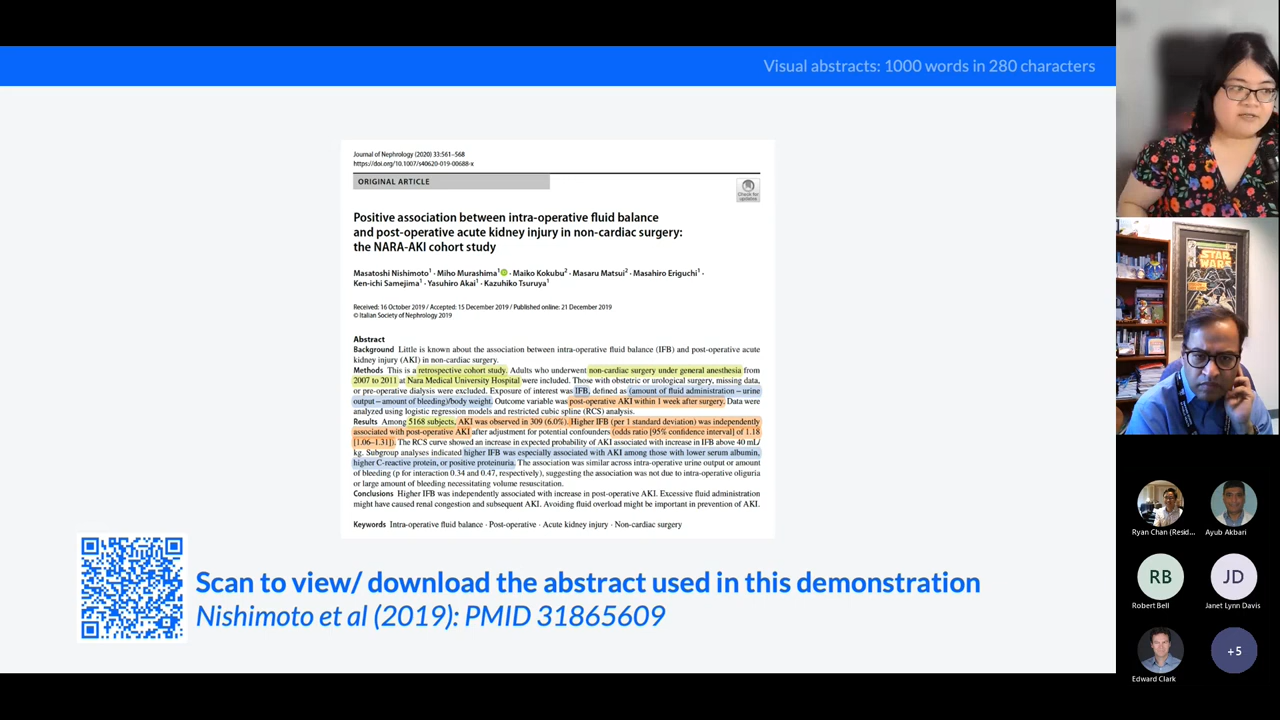 Visual abstracts: 1000 words in 280 characters
Journal of Nephrology (2020) 33:561–568
https://doi.org/10.1007/s40620-019-00688-x
ORIGINAL ARTICLE
Check for
updates
Positive association between intra-operative fluid balance
and post-operative acute kidney injury in non-cardiac surgery:
the NARA-AKI cohort study
Masatoshi Nishimoto1 · Miho Murashima1 · Maiko Kokubu2 · Masaru Matsui2 · Masahiro Eriguchi1 ·
Ken-ichi Samejima1 · Yasuhiro Akai1 · Kazuhiko Tsuruya1
Received: 16 October 2019 / Accepted: 15 December 2019 / Published online: 21 December 2019
© Italian Society of Nephrology 2019
Abstract
Background Little is known about the association between intra-operative fluid balance (IFB) and post-operative acute
kidney injury (AKI) in non-cardiac surgery.
Methods This is a retrospective cohort study. Adults who underwent non-cardiac surgery under general anesthesia from
2007 to 2011 at Nara Medical University Hospital were included. Those with obstetric or urological surgery, missing data,
or pre-operative dialysis were excluded. Exposure of interest was IFB, defined as (amount of fluid administration – urine
output – amount of bleeding)/body weight. Outcome variable was post-operative AKI within 1 week after surgery. Data were
analyzed using logistic regression models and restricted cubic spline (RCS) analysis.
Results Among 5168 subjects, AKI was observed in 309 (6.0%). Higher IFB (per 1 standard deviation) was independently
associated with post-operative AKI after adjustment for potential confounders (odds ratio [95% confidence interval] of 1.18
[1.06–1.31]). The RCS curve showed an increase in expected probability of AKI associated with increase in IFB above 40 mL/
kg. Subgroup analyses indicated higher IFB was especially associated with AKI among those with lower serum albumin,
higher C-reactive protein, or positive proteinuria. The association was similar across intra-operative urine output or amount
of bleeding (p for interaction 0.34 and 0.47, respectively), suggesting the association was not due to intra-operative oliguria
or large amount of bleeding necessitating volume resuscitation.
Conclusions Higher IFB was independently associated with increase in post-operative AKI. Excessive fluid administration
might have caused renal congestion and subsequent AKI. Avoiding fluid overload might be important in prevention of AKI.
Keywords Intra-operative fluid balance · Post-operative · Acute kidney injury · Non-cardiac surgery
Scan to view/ download the abstract used in this demonstration
Nishimoto et al (2019): PMID 31865609
STAR
WARS
Ryan Chan (Resid...
Ayub Akbari
RB
JD
Robert Bell
Janet Lynn Davis
+5
Edward Clark